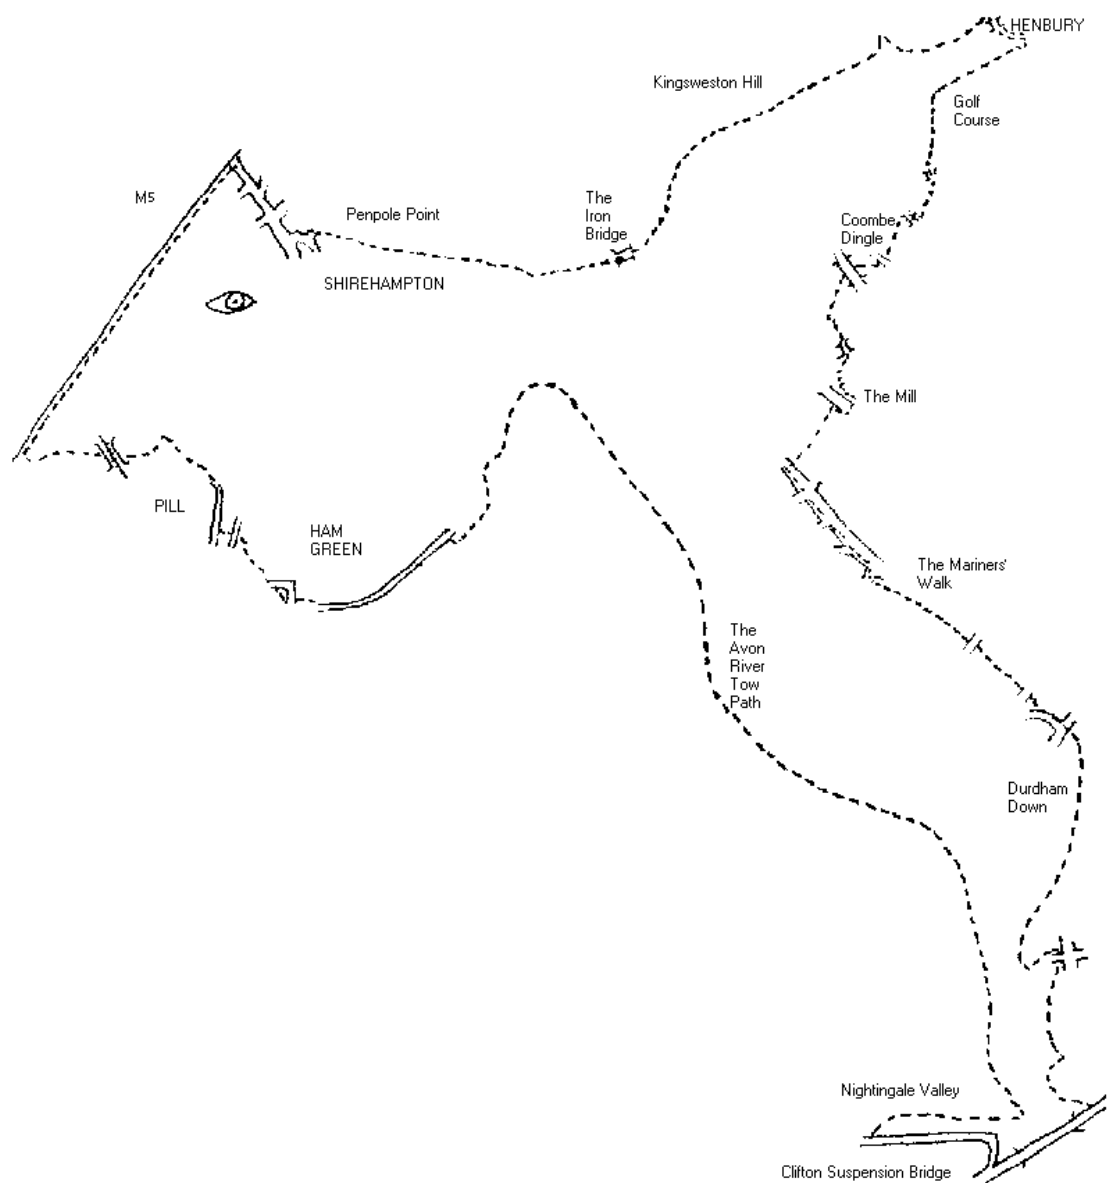 HENBURY
Kingsweston Hill
Golf
Course
M5
The
Iron
Bridge
Penpole Point
Coombe
Dingle
SHIREHAMPTON
The Mill
PILL
HAM
GREEN
The Mariners'
Walk
The
Avon
River
Tow
Path
Durdham
Down
Nightingale Valley
Clifton Suspension Bridge